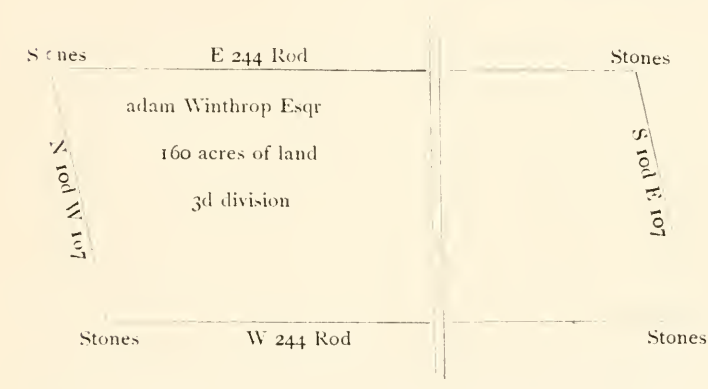 Stones E 244 Rod Stones
adam Winthrop Esqr
160 acres of land
3d division
N 10d W 107
S 10d E 107
Stones W 244 Rod Stones